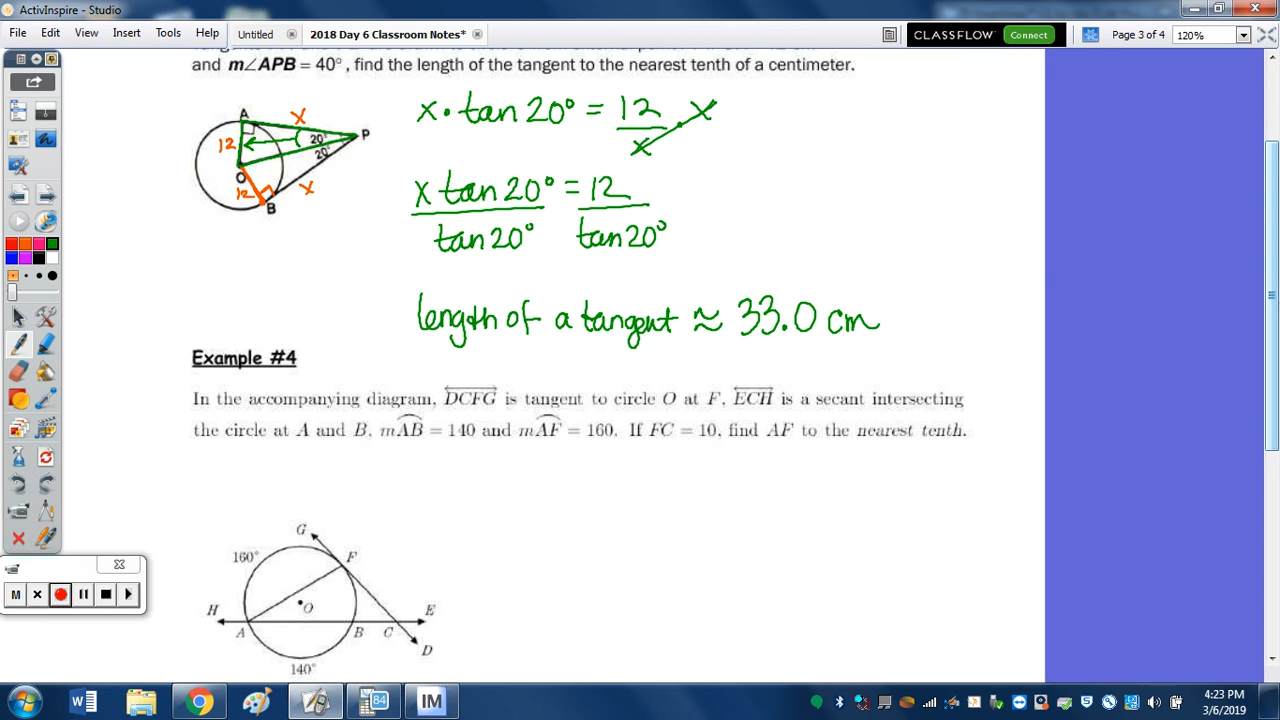 ActivInspire - Studio
File Edit View Insert Tools Help
Untitled
2018 Day 6 Classroom Notes*
CLASSFLOW Connect
Page 3 of 4
120%
and m∠APB = 40°, find the length of the tangent to the nearest tenth of a centimeter.
A
x
12
20°
P
20°
O
12
x
B
x · tan 20° = 12/x · x
x tan 20° = 12
tan 20° tan 20°
length of a tangent ≈ 33.0 cm
Example #4
In the accompanying diagram, DCFG is tangent to circle O at F, ECH is a secant intersecting
the circle at A and B, mAB = 140 and mAF = 160. If FC = 10, find AF to the nearest tenth.
G
160°
F
H
O
E
A
B
C
D
140°
M
84
IM
4:23 PM
3/6/2019